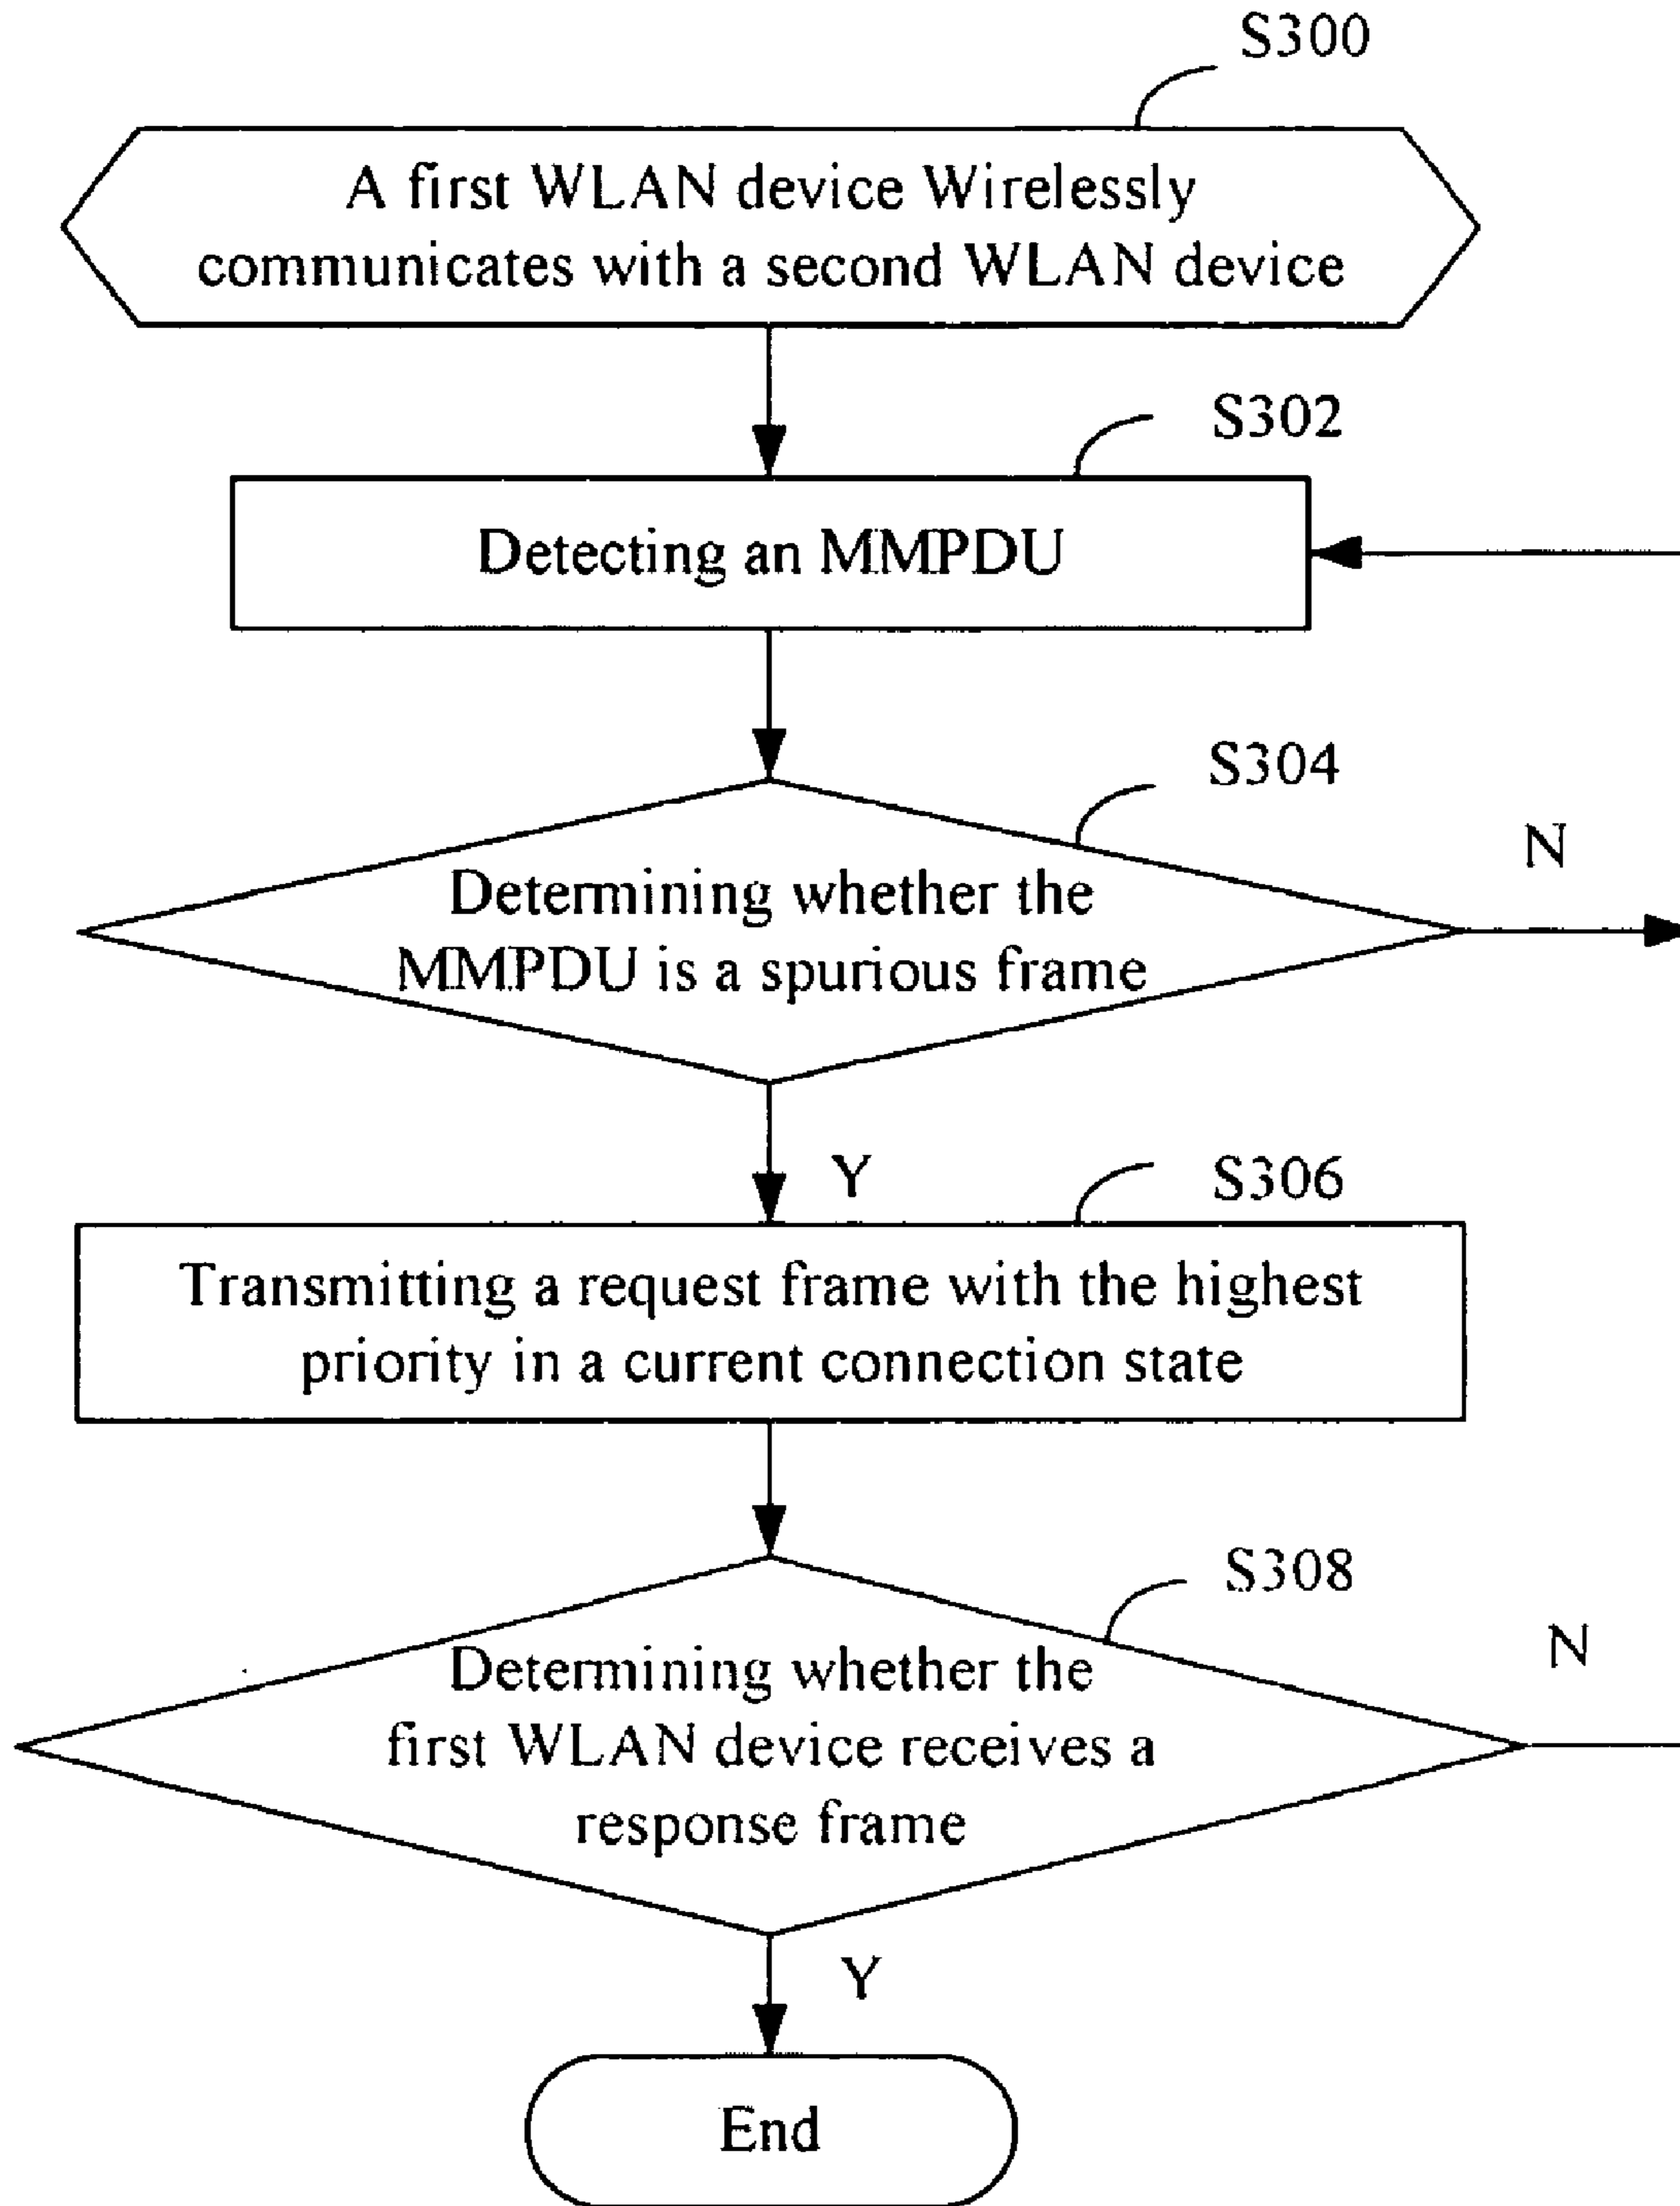 S300
A first WLAN device Wirelessly
communicates with a second WLAN device
S302
Detecting an MMPDU
S304
N
Determining whether the
MMPDU is a spurious frame
Y
S306
Transmitting a request frame with the highest
priority in a current connection state
S308
N
Determining whether the
first WLAN device receives a
response frame
Y
End